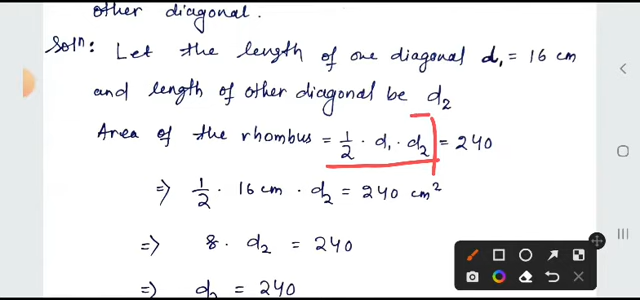 other diagonal.
Soln: Let the length of one diagonal d₁ = 16 cm
and length of other diagonal be d₂
Area of the rhombus = 1/2 · d₁ · d₂ = 240
⇒ 1/2 · 16 cm · d₂ = 240 cm²
⇒ 8 · d₂ = 240
⇒ d₂ = 240